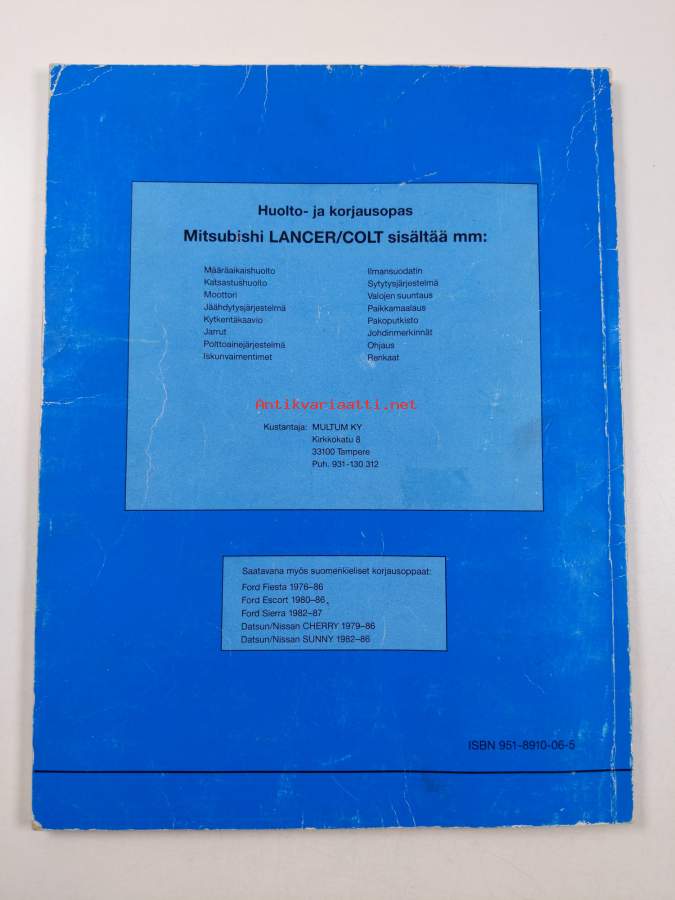 Huolto- ja korjausopas
Mitsubishi LANCER/COLT sisältää mm:
Määräaikaishuolto
Katsastushuolto
Moottori
Jäähdytysjärjestelmä
Kytkentäkaavio
Jarrut
Polttoainejärjestelmä
Iskunvaimentimet
Ilmansuodatin
Sytytysjärjestelmä
Valojen suuntaus
Paikkamaalaus
Pakoputkisto
Johdinmerkinnät
Ohjaus
Renkaat
Antikvariaatti.net
Kustantaja: MULTUM KY
Kirkkokatu 8
33100 Tampere
Puh. 931-130 312
Saatavana myös suomenkieliset korjausoppaat:
Ford Fiesta 1976–86
Ford Escort 1980–86
Ford Sierra 1982–87
Datsun/Nissan CHERRY 1979–86
Datsun/Nissan SUNNY 1982–86
ISBN 951-8910-06-5